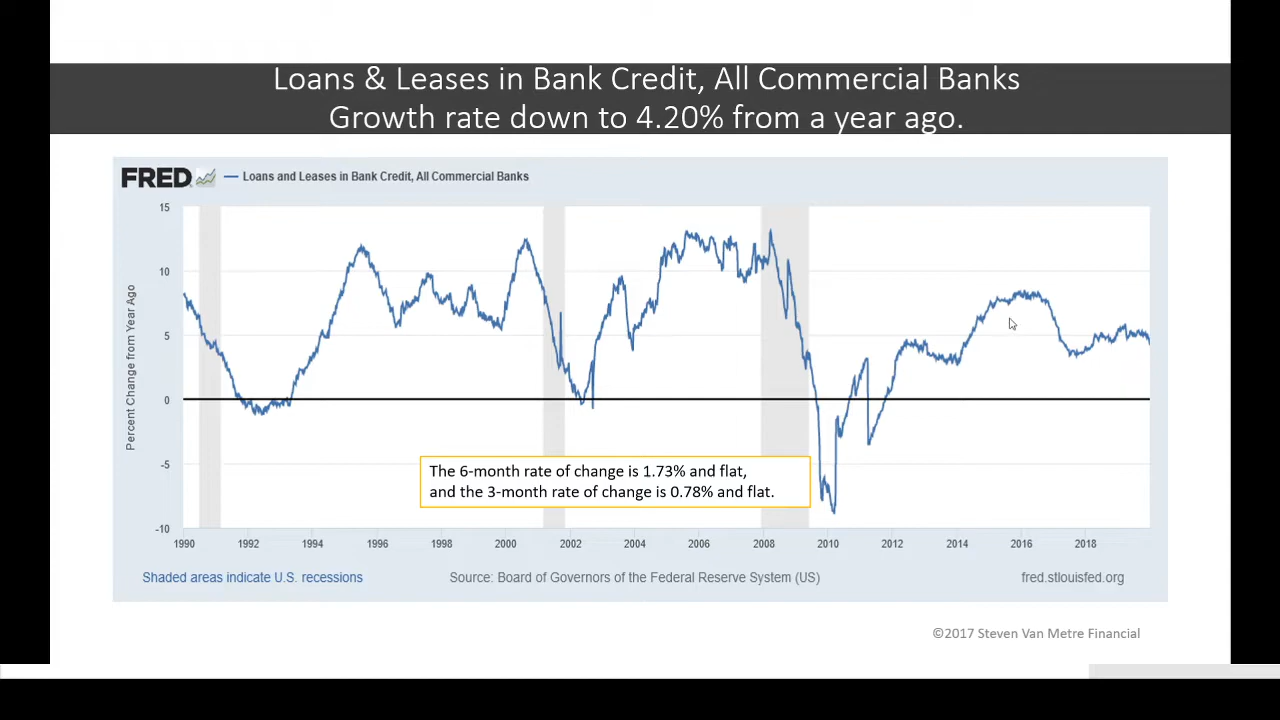 Loans & Leases in Bank Credit, All Commercial Banks
Growth rate down to 4.20% from a year ago.
FRED Loans and Leases in Bank Credit, All Commercial Banks
Percent Change from Year Ago
15
10
5
0
-5
-10
The 6-month rate of change is 1.73% and flat,
and the 3-month rate of change is 0.78% and flat.
1990 1992 1994 1996 1998 2000 2002 2004 2006 2008 2010 2012 2014 2016 2018
Shaded areas indicate U.S. recessions Source: Board of Governors of the Federal Reserve System (US) fred.stlouisfed.org
©2017 Steven Van Metre Financial